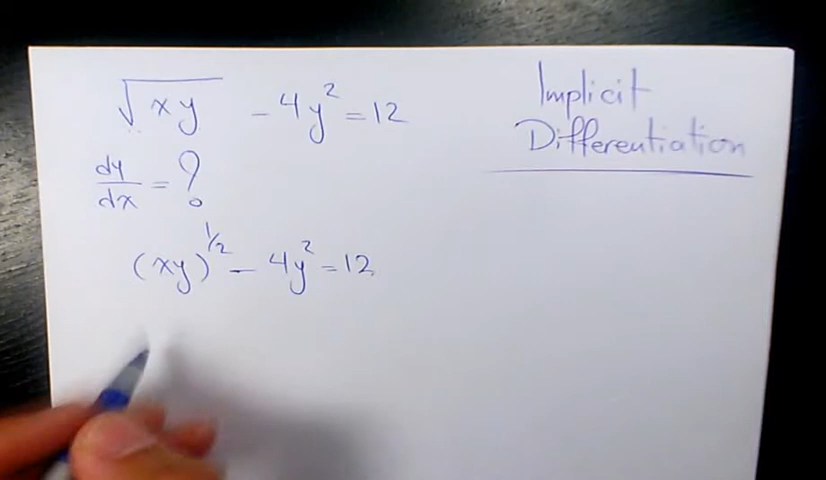 √xy - 4y² = 12
Implicit
Differentiation
dy/dx = ?
(xy)^1/2 - 4y² = 12